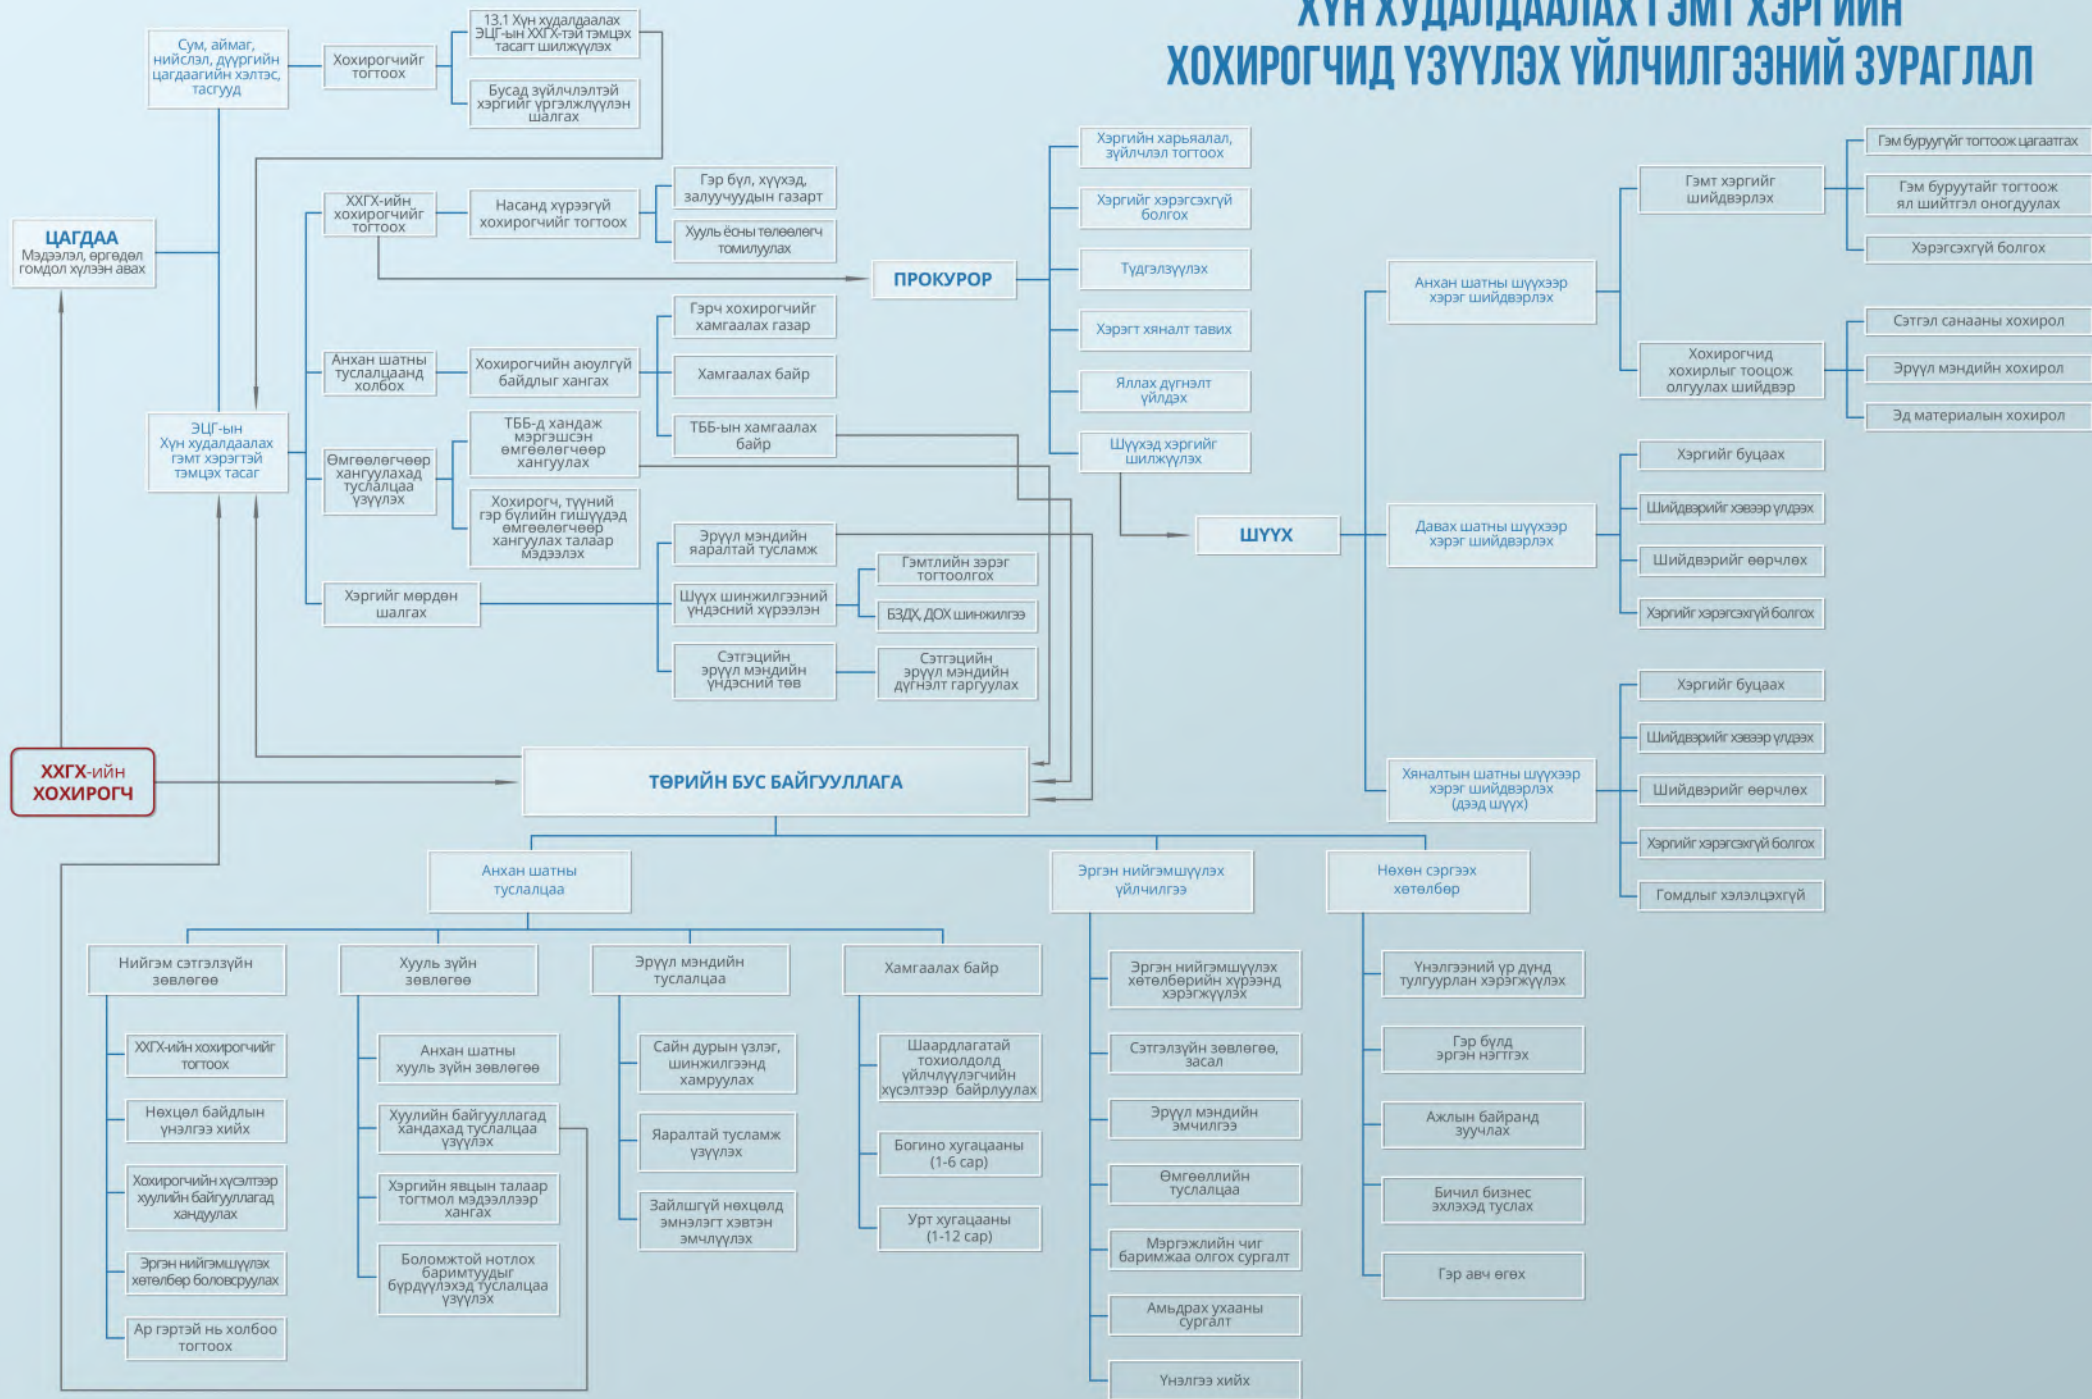 ХҮН ХУДАЛДААЛАХ ГЭМТ ХЭРГИЙН
ХОХИРОГЧИД ҮЗҮҮЛЭХ ҮЙЛЧИЛГЭЭНИЙ ЗУРАГЛАЛ
Сум, аймаг,
нийслэл, дүүргийн
цагдаагийн хэлтэс,
тасгууд
Хохирогчийг
тогтоох
13.1 Хүн худалдаалах
ЭЦГ-ын ХХГХ-тэй тэмцэх
тасагт шилжүүлэх
Бусад зүйлчлэлтэй
хэргийг үргэлжлүүлэн
шалгах
ЦАГДАА
Мэдээлэл, өргөдөл
гомдол хүлээн авах
ЭЦГ-ын
Хүн худалдаалах
гэмт хэрэгтэй
тэмцэх тасаг
ХХГХ-ийн
хохирогчийг
тогтоох
Насанд хүрээгүй
хохирогчийг тогтоох
Гэр бүл, хүүхэд,
залуучуудын газарт
Хууль ёсны төлөөлөгч
томилуулах
Анхан шатны
туслалцаанд
холбох
Хохирогчийн аюулгүй
байдлыг хангах
Гэрч хохирогчийг
хамгаалах газар
Хамгаалах байр
ТББ-ын хамгаалах
байр
Өмгөөлөгчөөр
хангуулахад
туслалцаа
үзүүлэх
ТББ-д хандаж
мэргэшсэн
өмгөөлөгчөөр
хангуулах
Хохирогч, түүний
гэр бүлийн гишүүдэд
өмгөөлөгчөөр
хангуулах талаар
мэдээлэх
Хэргийг мөрдөн
шалгах
Эрүүл мэндийн
яаралтай тусламж
Шүүх шинжилгээний
үндэсний хүрээлэн
Гэмтлийн зэрэг
тогтоолгох
БЗДХ, ДОХ шинжилгээ
Сэтгэцийн
эрүүл мэндийн
үндэсний төв
Сэтгэцийн
эрүүл мэндийн
дүгнэлт гаргуулах
ПРОКУРОР
Хэргийн харьяалал,
зүйлчлэл тогтоох
Хэргийг хэрэгсэхгүй
болгох
Түдгэлзүүлэх
Хэрэгт хяналт тавих
Яллах дүгнэлт
үйлдэх
Шүүхэд хэргийг
шилжүүлэх
ШҮҮХ
Анхан шатны шүүхээр
хэрэг шийдвэрлэх
Гэмт хэргийг
шийдвэрлэх
Гэм буруугүйг тогтоож цагаатгах
Гэм буруутайг тогтоож
ял шийтгэл оногдуулах
Хэрэгсэхгүй болгох
Хохирогчид
хохирлыг тооцож
олгуулах шийдвэр
Сэтгэл санааны хохирол
Эрүүл мэндийн хохирол
Эд материалын хохирол
Давах шатны шүүхээр
хэрэг шийдвэрлэх
Хэргийг буцаах
Шийдвэрийг хэвээр үлдээх
Шийдвэрийг өөрчлөх
Хэргийг хэрэгсэхгүй болгох
Хяналтын шатны шүүхээр
хэрэг шийдвэрлэх
(дээд шүүх)
Хэргийг буцаах
Шийдвэрийг хэвээр үлдээх
Шийдвэрийг өөрчлөх
Хэргийг хэрэгсэхгүй болгох
Гомдлыг хэлэлцэхгүй
ХХГХ-ийн
ХОХИРОГЧ
ТӨРИЙН БУС БАЙГУУЛЛАГА
Анхан шатны
туслалцаа
Эргэн нийгэмшүүлэх
үйлчилгээ
Нөхөн сэргээх
хөтөлбөр
Нийгэм сэтгэлзүйн
зөвлөгөө
ХХГХ-ийн хохирогчийг
тогтоох
Нөхцөл байдлын
үнэлгээ хийх
Хохирогчийн хүсэлтээр
хуулийн байгууллагад
хандуулах
Эргэн нийгэмшүүлэх
хөтөлбөр боловсруулах
Ар гэртэй нь холбоо
тогтоох
Хууль зүйн
зөвлөгөө
Анхан шатны
хууль зүйн зөвлөгөө
Хуулийн байгууллагад
хандахад туслалцаа
үзүүлэх
Хэргийн явцын талаар
тогтмол мэдээллээр
хангах
Боломжтой нотлох
баримтуудыг
бүрдүүлэхэд туслалцаа
үзүүлэх
Эрүүл мэндийн
туслалцаа
Сайн дурын үзлэг,
шинжилгээнд
хамруулах
Яаралтай тусламж
үзүүлэх
Зайлшгүй нөхцөлд
эмнэлэгт хэвтэн
эмчлүүлэх
Хамгаалах байр
Шаардлагатай
тохиолдолд
үйлчлүүлэгчийн
хүсэлтээр байрлуулах
Богино хугацааны
(1-6 сар)
Урт хугацааны
(1-12 сар)
Эргэн нийгэмшүүлэх
хөтөлбөрийн хүрээнд
хэрэгжүүлэх
Сэтгэлзүйн зөвлөгөө,
засал
Эрүүл мэндийн
эмчилгээ
Өмгөөллийн
туслалцаа
Мэргэжлийн чиг
баримжаа олгох сургалт
Амьдрах ухааны
сургалт
Үнэлгээ хийх
Үнэлгээний үр дүнд
тулгуурлан хэрэгжүүлэх
Гэр бүлд
эргэн нэгтгэх
Ажлын байранд
зуучлах
Бичил бизнес
эхлэхэд туслах
Гэр авч өгөх